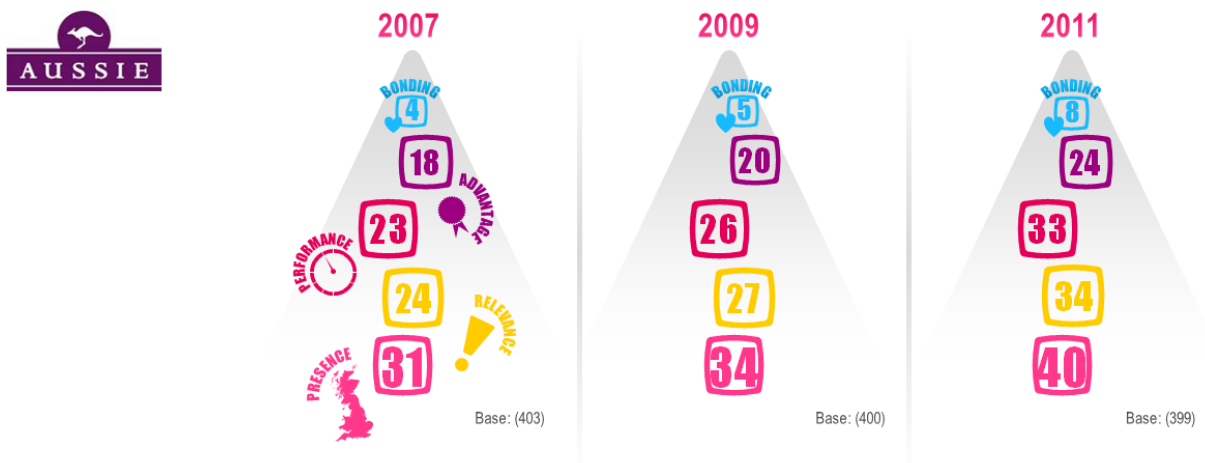 AUSSIE
2007
BONDING
4
18
ADVANTAGE
23
PERFORMANCE
24
RELEVANCE
31
PRESENCE
Base: (403)
2009
BONDING
5
20
26
27
34
Base: (400)
2011
BONDING
8
24
33
34
40
Base: (399)